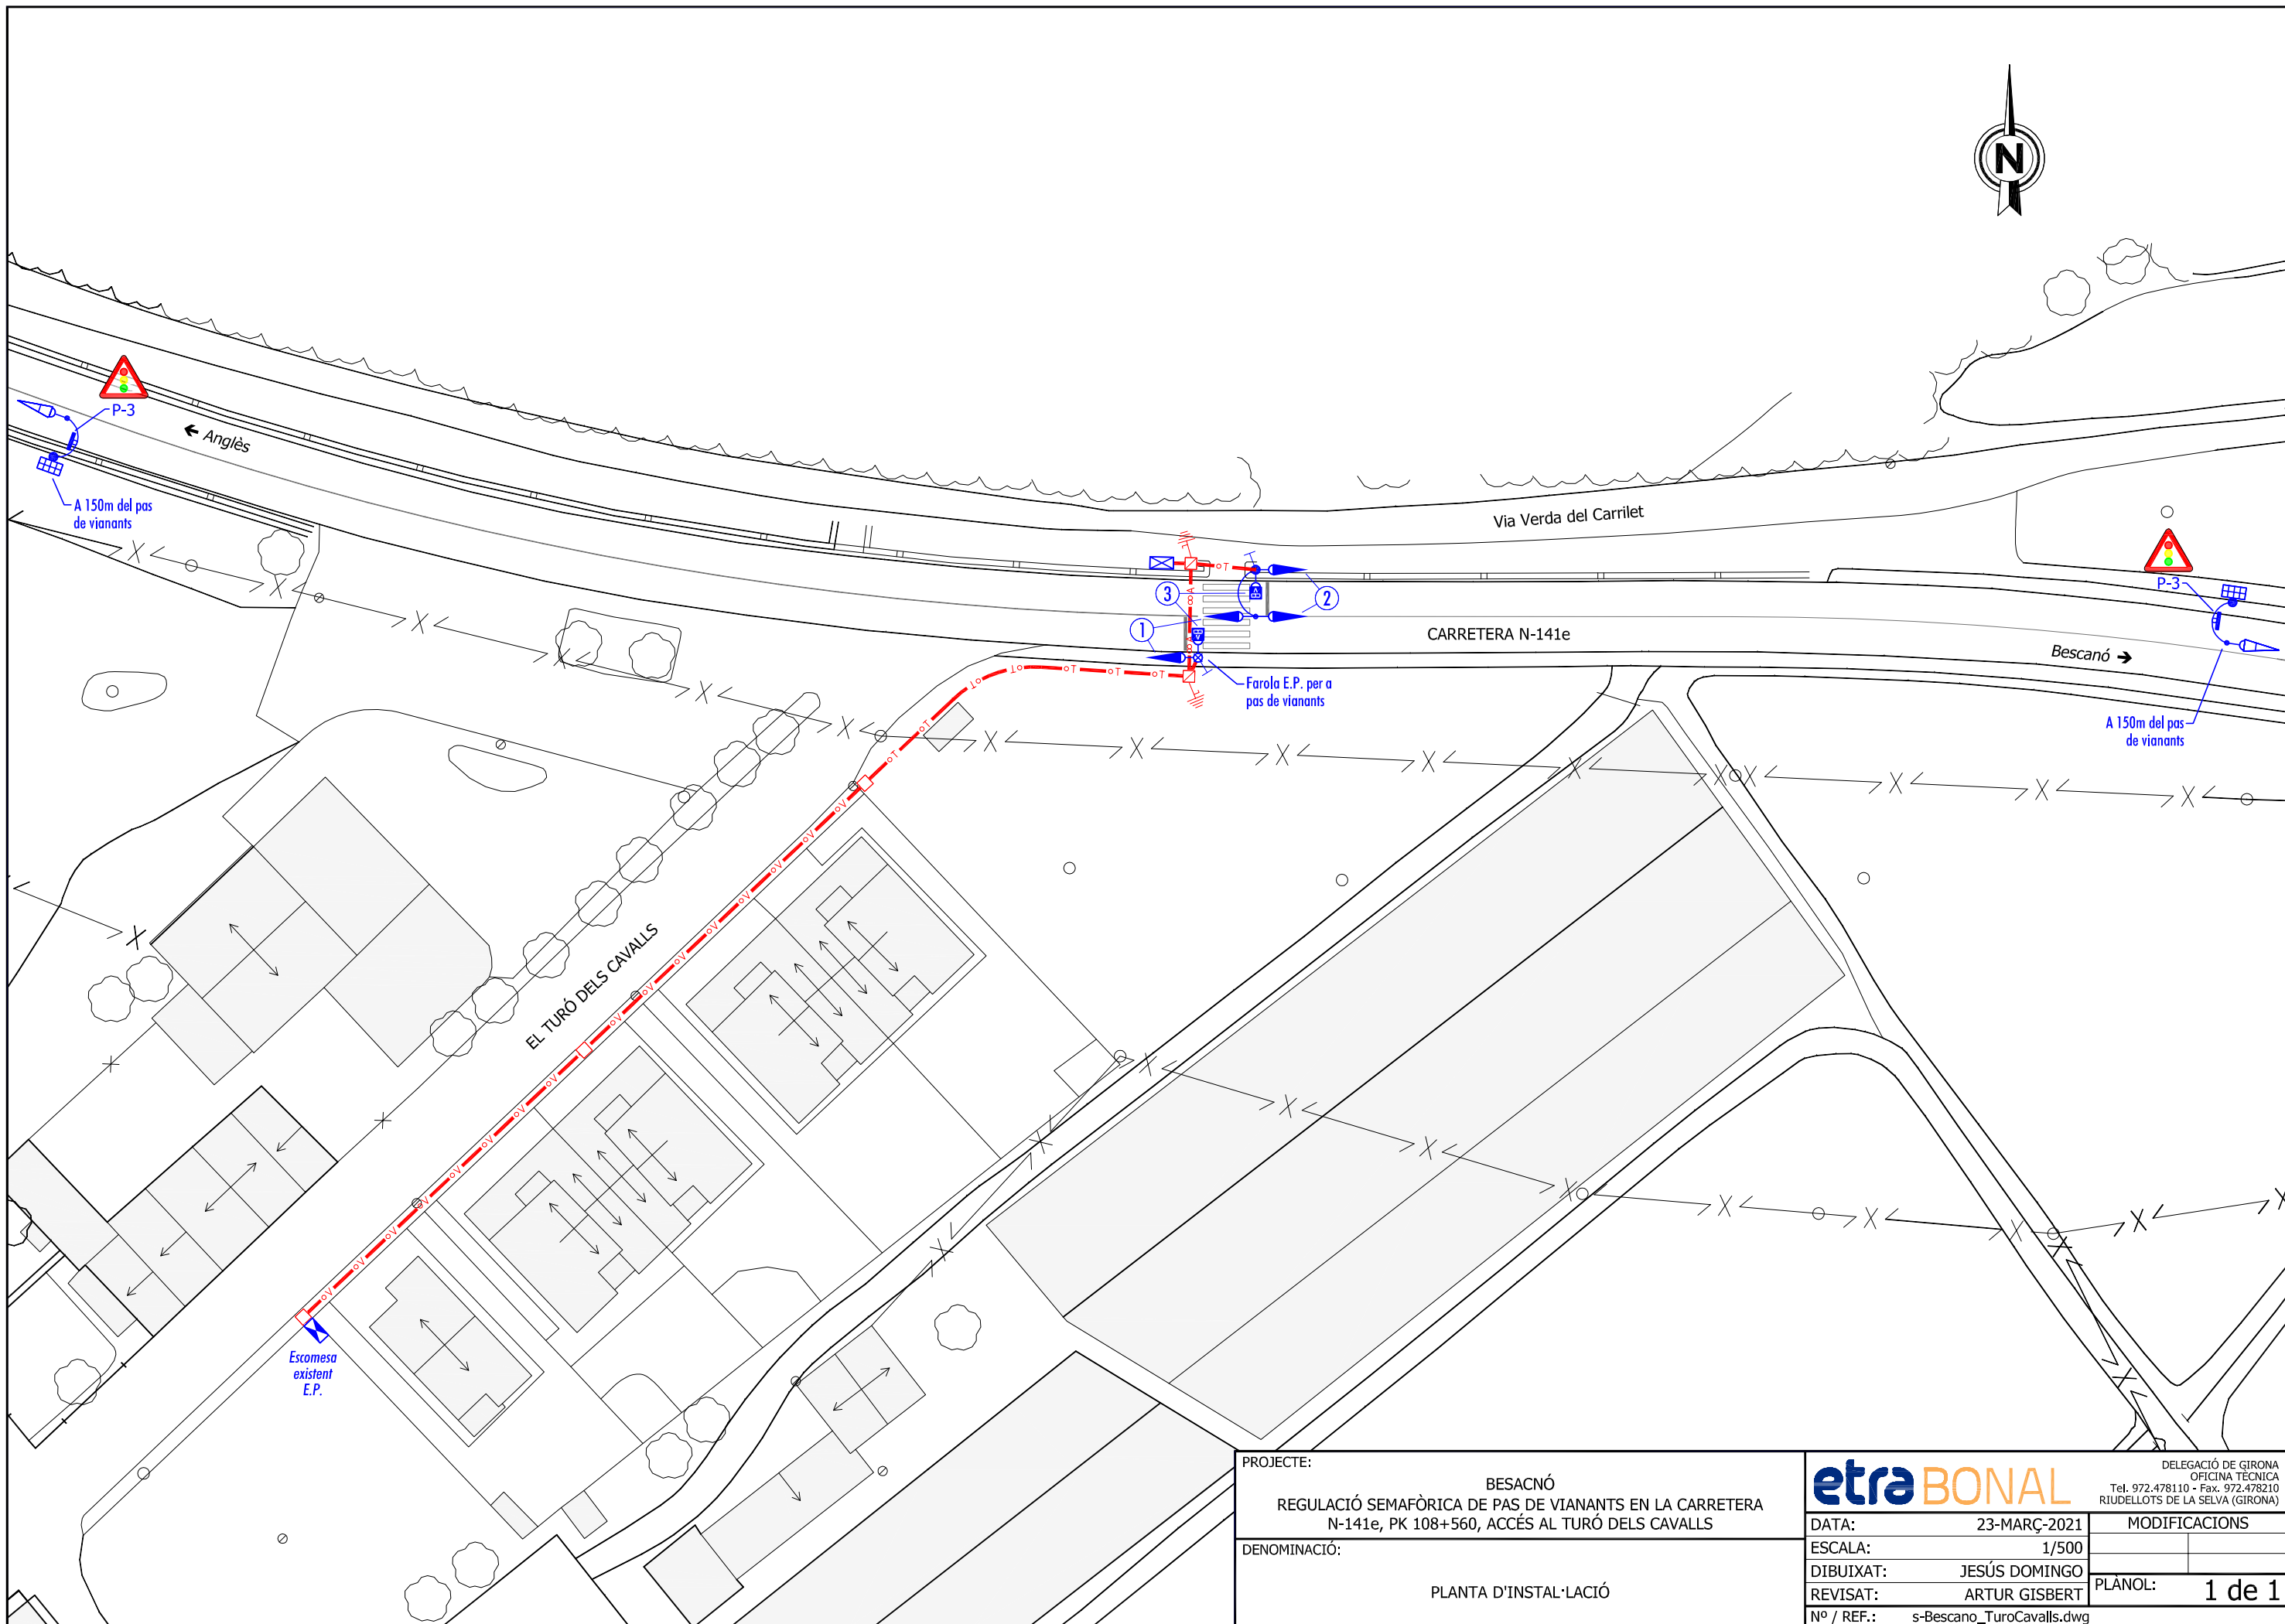 N
P-3
← Anglès
A 150m del pas
de vianants
Via Verda del Carrilet
P-3
3
2
1
CARRETERA N-141e
Bescanó →
Farola E.P. per a
pas de vianants
A 150m del pas
de vianants
EL TURÓ DELS CAVALLS
Escomesa
existent
E.P.
PROJECTE:
BESACNÓ
REGULACIÓ SEMAFÒRICA DE PAS DE VIANANTS EN LA CARRETERA
N-141e, PK 108+560, ACCÉS AL TURÓ DELS CAVALLS
DENOMINACIÓ:
PLANTA D'INSTAL·LACIÓ
etra BONAL
DELEGACIÓ DE GIRONA
OFICINA TÈCNICA
Tel. 972.478110 - Fax. 972.478210
RIUDELLOTS DE LA SELVA (GIRONA)
DATA: 23-MARÇ-2021
MODIFICACIONS
ESCALA: 1/500
DIBUIXAT: JESÚS DOMINGO
REVISAT: ARTUR GISBERT
PLÀNOL: 1 de 1
Nº / REF.: s-Bescano_TuroCavalls.dwg